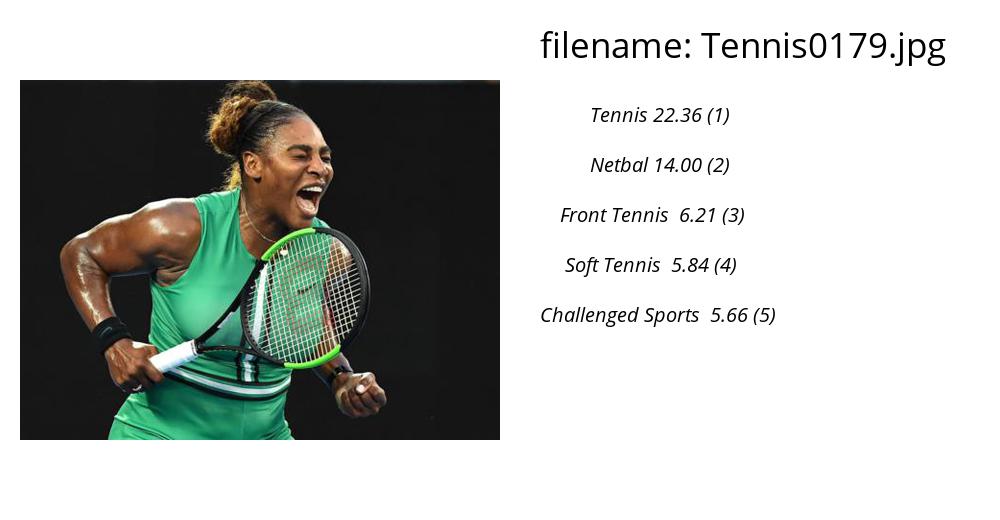 filename: Tennis0179.jpg
Tennis 22.36 (1)
Netbal 14.00 (2)
Front Tennis 6.21 (3)
Soft Tennis 5.84 (4)
Challenged Sports 5.66 (5)